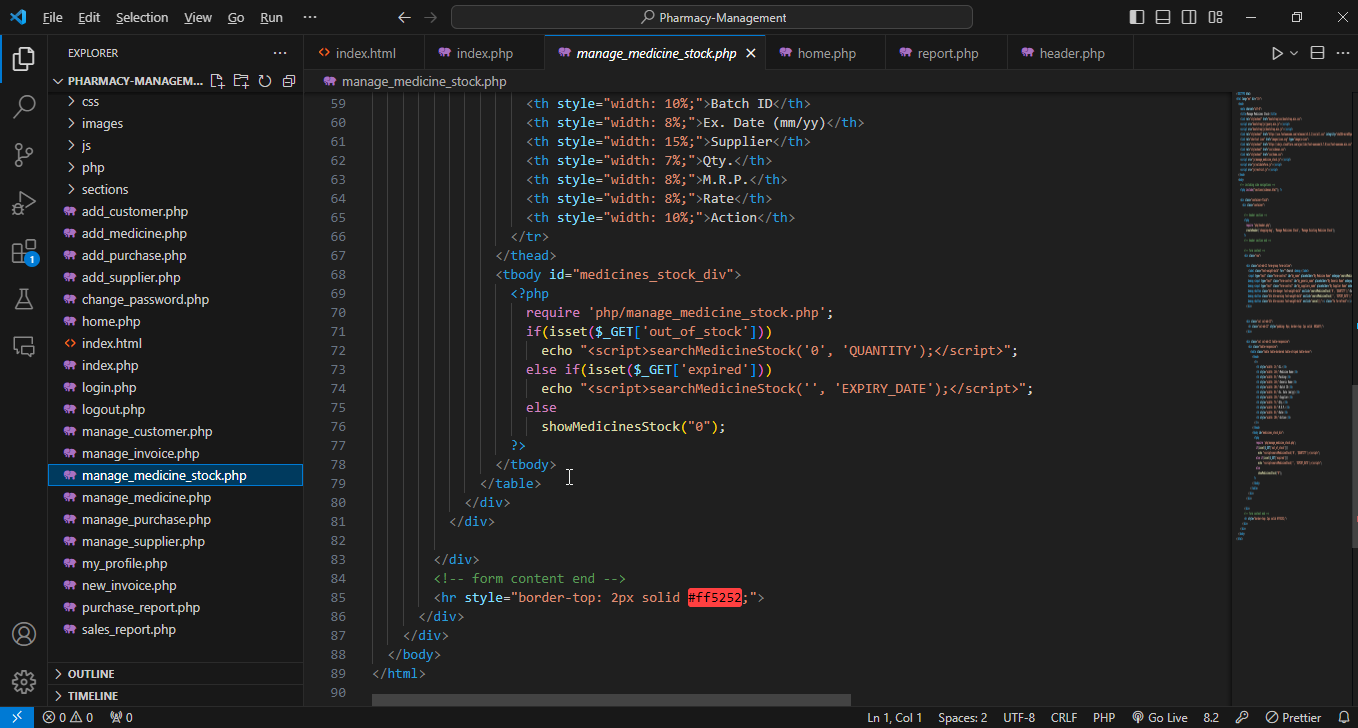 File Edit Selection View Go Run ··· Pharmacy-Management
EXPLORER ···
PHARMACY-MANAGEM...
css
images
js
php
sections
add_customer.php
add_medicine.php
add_purchase.php
add_supplier.php
change_password.php
home.php
index.html
index.php
login.php
logout.php
manage_customer.php
manage_invoice.php
manage_medicine_stock.php
manage_medicine.php
manage_purchase.php
manage_supplier.php
my_profile.php
new_invoice.php
purchase_report.php
sales_report.php
OUTLINE
TIMELINE
index.html index.php manage_medicine_stock.php home.php report.php header.php
manage_medicine_stock.php
59 <th style="width: 10%;">Batch ID</th>
60 <th style="width: 8%;">Ex. Date (mm/yy)</th>
61 <th style="width: 15%;">Supplier</th>
62 <th style="width: 7%;">Qty.</th>
63 <th style="width: 8%;">M.R.P.</th>
64 <th style="width: 8%;">Rate</th>
65 <th style="width: 10%;">Action</th>
66 </tr>
67 </thead>
68 <tbody id="medicines_stock_div">
69 <?php
70 require 'php/manage_medicine_stock.php';
71 if(isset($_GET['out_of_stock']))
72 echo "<script>searchMedicineStock('0', 'QUANTITY');</script>";
73 else if(isset($_GET['expired']))
74 echo "<script>searchMedicineStock('', 'EXPIRY_DATE');</script>";
75 else
76 showMedicinesStock("0");
77 ?>
78 </tbody>
79 </table>
80 </div>
81 </div>
82
83 </div>
84 <!-- form content end -->
85 <hr style="border-top: 2px solid #ff5252;">
86 </div>
87 </div>
88 </body>
89 </html>
90
1
0 0 0 Ln 1, Col 1 Spaces: 2 UTF-8 CRLF PHP Go Live 8.2 Prettier